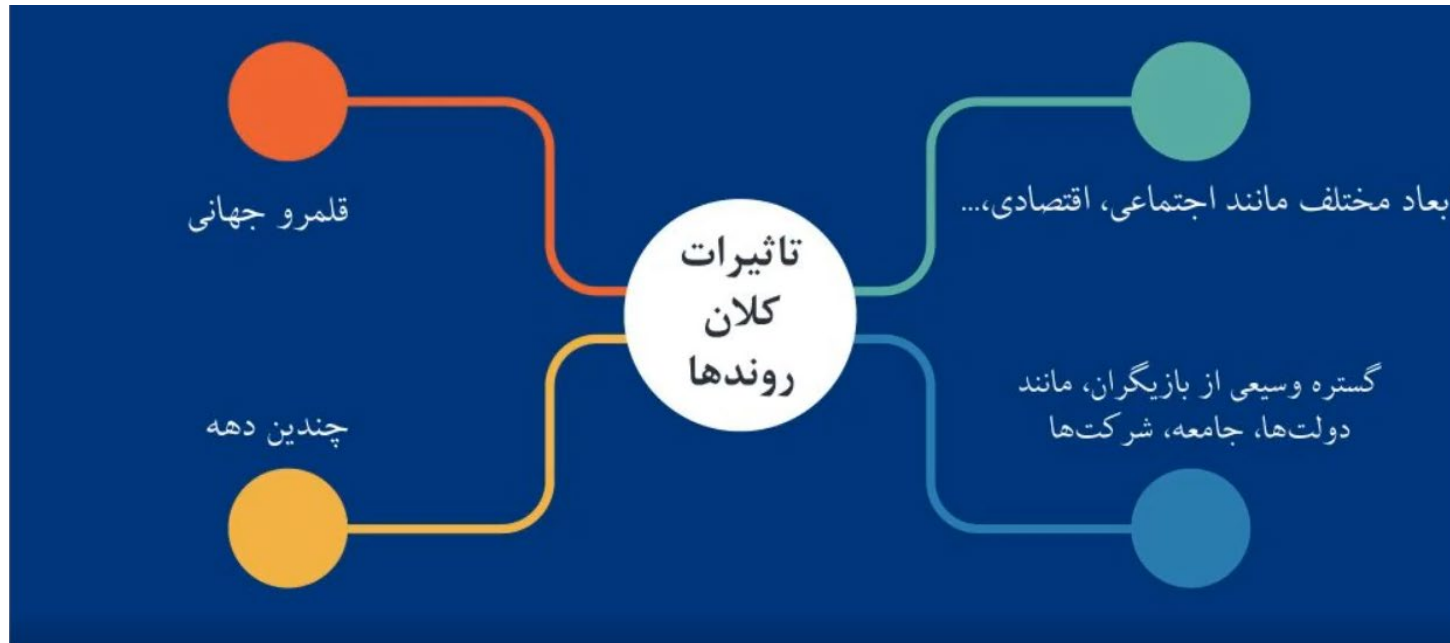 بعاد مختلف مانند اجتماعی، اقتصادی،...
قلمرو جهانی
تاثیرات
کلان
روندها
گستره وسیعی از بازیگران، مانند
دولت‌ها، جامعه، شرکت‌ها
چندین دهه